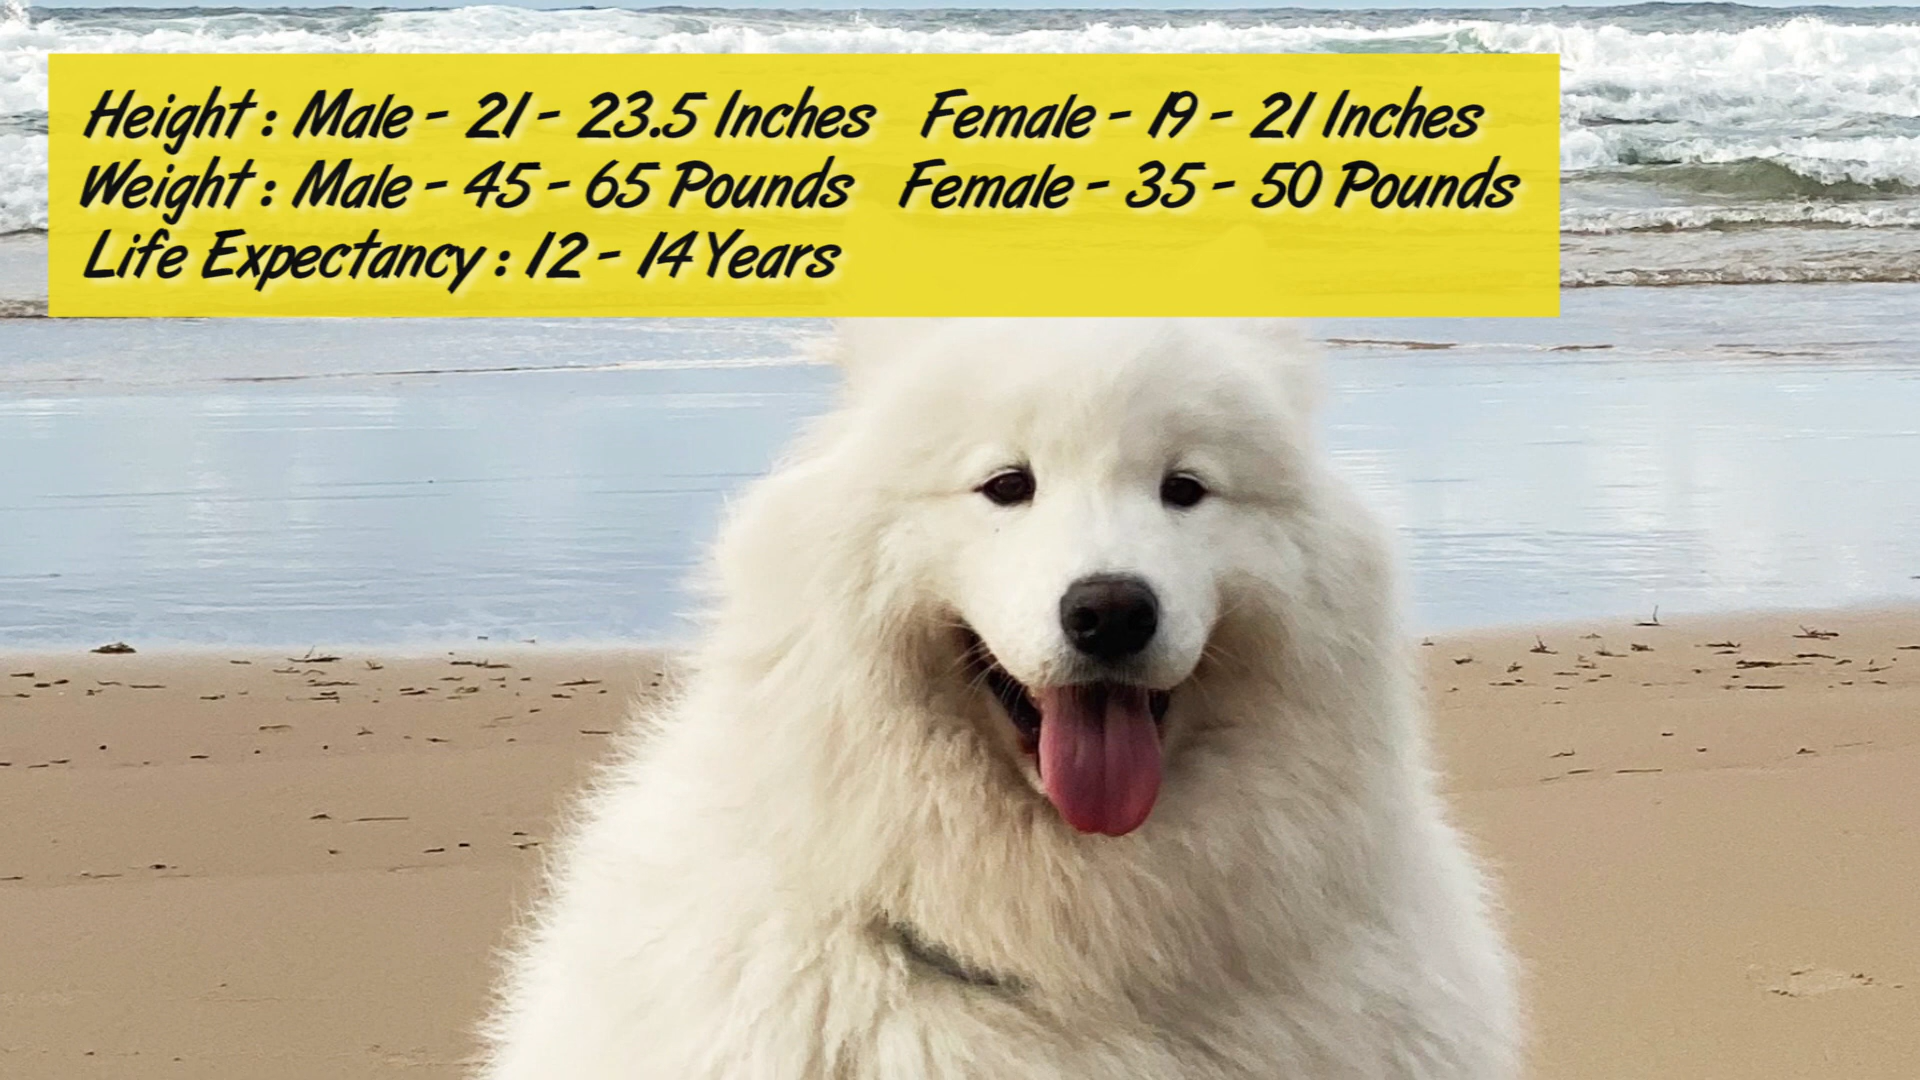 Height : Male - 21 - 23.5 Inches Female - 19 - 21 Inches
Weight : Male - 45 - 65 Pounds Female - 35 - 50 Pounds
Life Expectancy : 12 - 14 Years